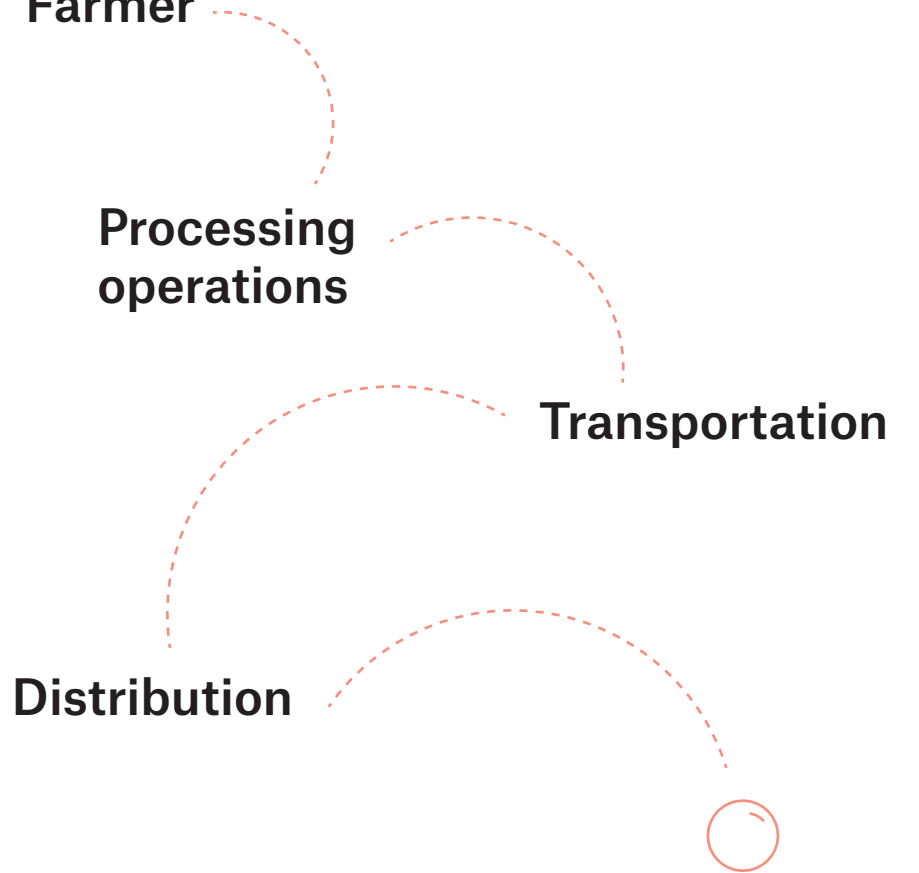 Farmer
Processing
operations
Transportation
Distribution